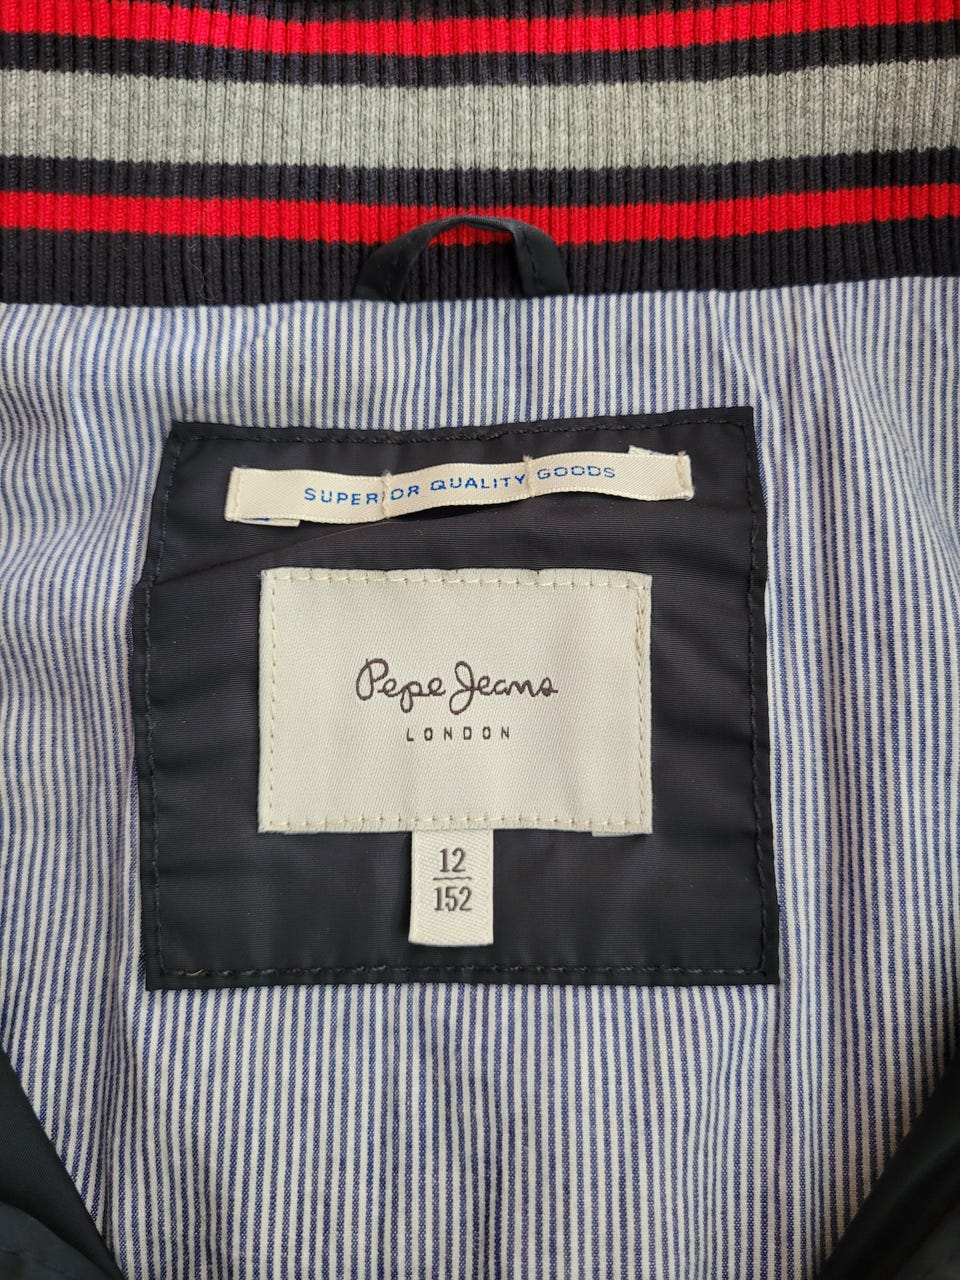 SUPERIOR QUALITY GOODS
Pepe Jeans
LONDON
12
152